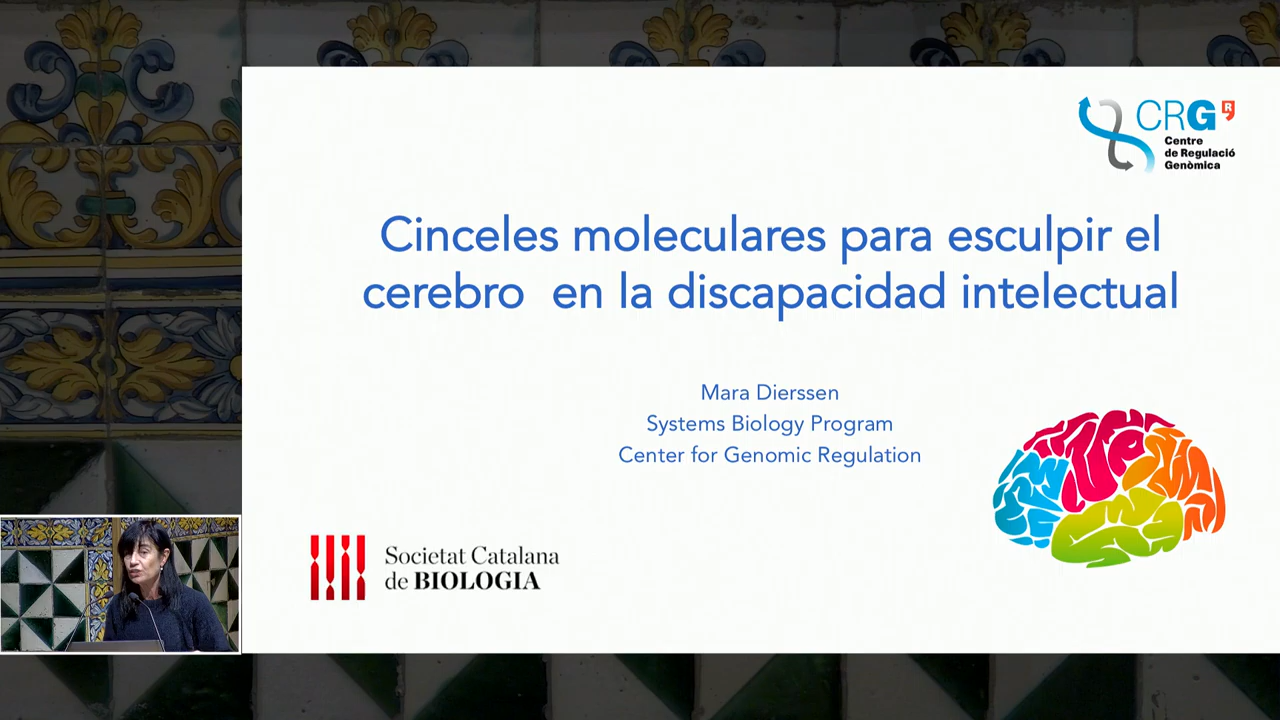 CRG
R
Centre
de Regulació
Genòmica
Cinceles moleculares para esculpir el
cerebro en la discapacidad intelectual
Mara Dierssen
Systems Biology Program
Center for Genomic Regulation
Societat Catalana
de BIOLOGIA